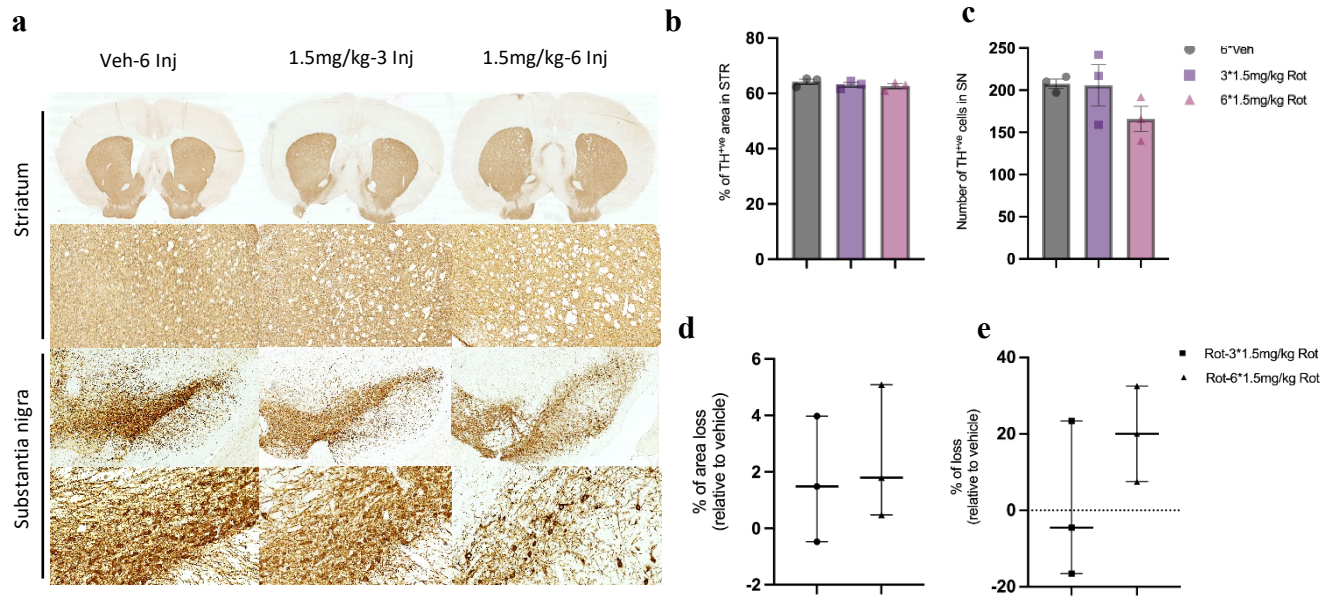 a
Veh-6 Inj
1.5mg/kg-3 Inj
1.5mg/kg-6 Inj
Striatum
Substantia nigra
b
% of TH+ve area in STR
80
60
40
20
0
c
Number of TH+ve cells in SN
250
200
150
100
50
0
6*Veh
3*1.5mg/kg Rot
6*1.5mg/kg Rot
d
% of area loss
(relative to vehicle)
6
4
2
0
-2
e
% of loss
(relative to vehicle)
40
20
0
-20
Rot-3*1.5mg/kg Rot
Rot-6*1.5mg/kg Rot